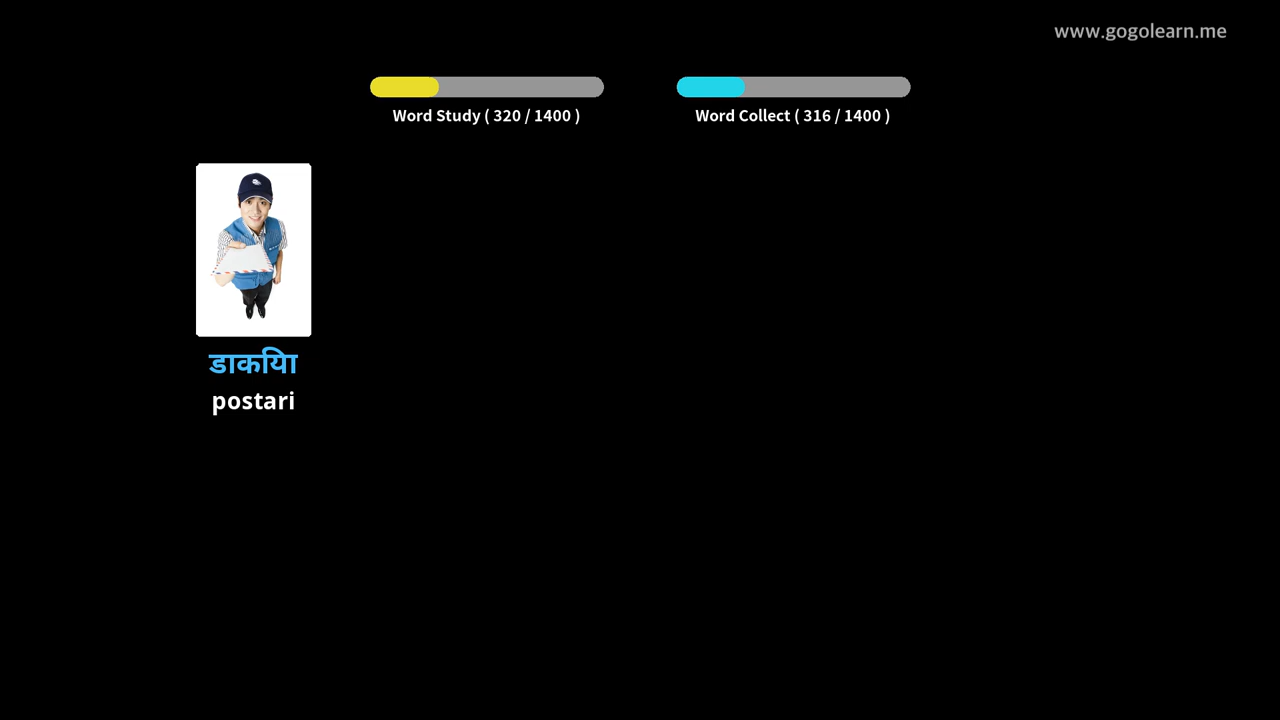 www.gogolearn.me
Word Study ( 320 / 1400 )
Word Collect ( 316 / 1400 )
डाकिया
postari